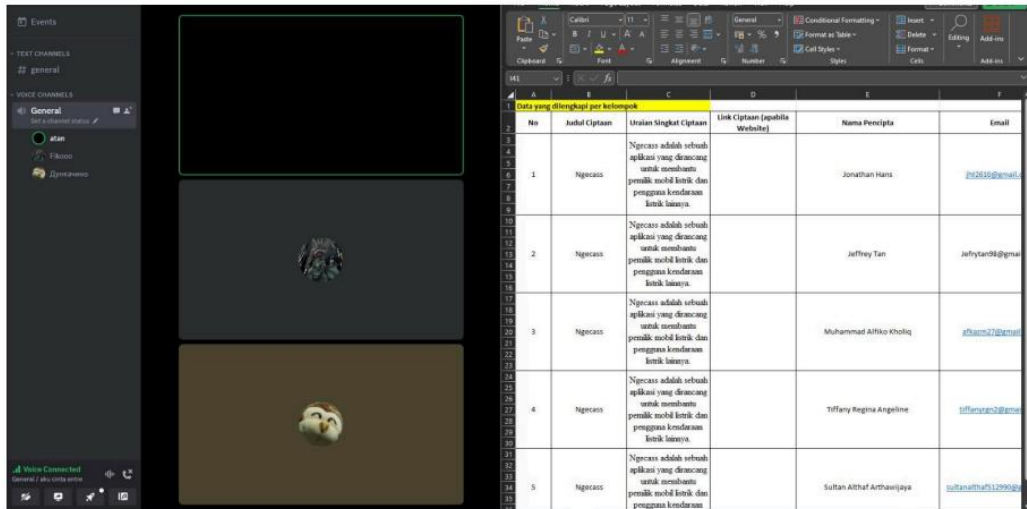 Events
TEXT CHANNELS
# general
VOICE CHANNELS
General
Set a channel status
atan
Fikooo
Дункачино
Voice Connected
General / aku cinta entre
Calibri 11
General
Paste
Conditional Formatting
Format as Table
Cell Styles
Insert
Delete
Format
Editing
Add-ins
Clipboard
Font
Alignment
Number
Styles
Cells
Add-ins
I41
fx
A B C D E F
1 Data yang dilengkapi per kelompok
2 No Judul Ciptaan Uraian Singkat Ciptaan Link Ciptaan (apabila Website) Nama Pencipta Email
1 Ngecass
Ngecass adalah sebuah
aplikasi yang dirancang
untuk membantu
pemilik mobil listrik dan
pengguna kendaraan
listrik lainnya.
Jonathan Hans
2 Ngecass
Ngecass adalah sebuah
aplikasi yang dirancang
untuk membantu
pemilik mobil listrik dan
pengguna kendaraan
listrik lainnya.
Jeffrey Tan
3 Ngecass
Ngecass adalah sebuah
aplikasi yang dirancang
untuk membantu
pemilik mobil listrik dan
pengguna kendaraan
listrik lainnya.
Muhammad Alfiko Kholiq
4 Ngecass
Ngecass adalah sebuah
aplikasi yang dirancang
untuk membantu
pemilik mobil listrik dan
pengguna kendaraan
listrik lainnya.
Tiffany Regina Angeline
5 Ngecass
Ngecass adalah sebuah
aplikasi yang dirancang
untuk membantu
pemilik mobil listrik dan
pengguna kendaraan
Sultan Althaf Arthawijaya